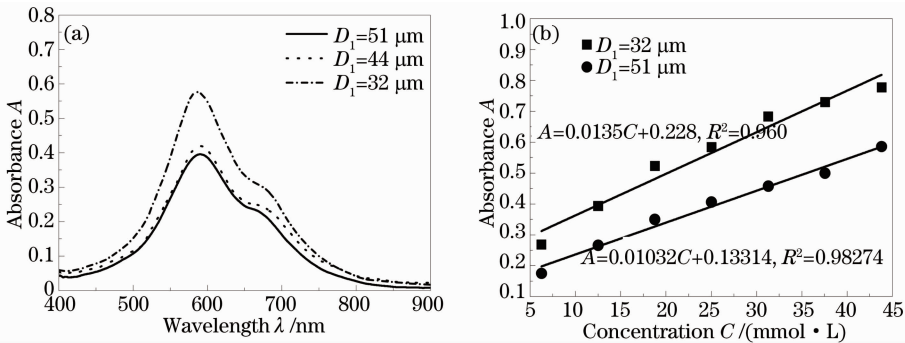 (a)
D₁=51 μm
D₁=44 μm
D₁=32 μm
0.8
0.7
0.6
0.5
0.4
0.3
0.2
0.1
0
Absorbance A
400 500 600 700 800 900
Wavelength λ /nm
(b)
D₁=32 μm
D₁=51 μm
1.0
0.9
0.8
0.7
0.6
0.5
0.4
0.3
0.2
0.1
Absorbance A
A=0.0135C+0.228, R²=0.960
A=0.01032C+0.13314, R²=0.98274
5 10 15 20 25 30 35 40 45
Concentration C /(mmol · L)